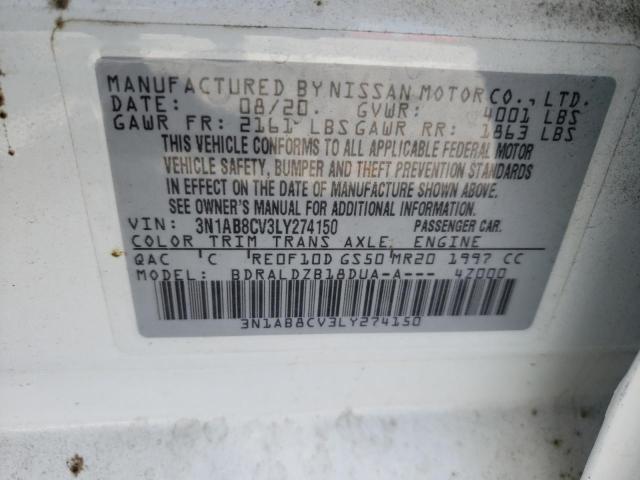 MANUFACTURED BY NISSAN MOTOR CO., LTD.
DATE: 08/20. GVWR: 4001 LBS
GAWR FR: 2161 LBS GAWR RR: 1863 LBS
THIS VEHICLE CONFORMS TO ALL APPLICABLE FEDERAL MOTOR
VEHICLE SAFETY, BUMPER AND THEFT PREVENTION STANDARDS
IN EFFECT ON THE DATE OF MANUFACTURE SHOWN ABOVE.
SEE OWNER'S MANUAL FOR ADDITIONAL INFORMATION.
VIN: 3N1AB8CV3LY274150 PASSENGER CAR.
COLOR TRIM TRANS AXLE. ENGINE
QAC C RE0F10D GS50 MR20 1997 CC
MODEL: BDRALDZB18DUA-A--- 4Z000
3N1AB8CV3LY274150